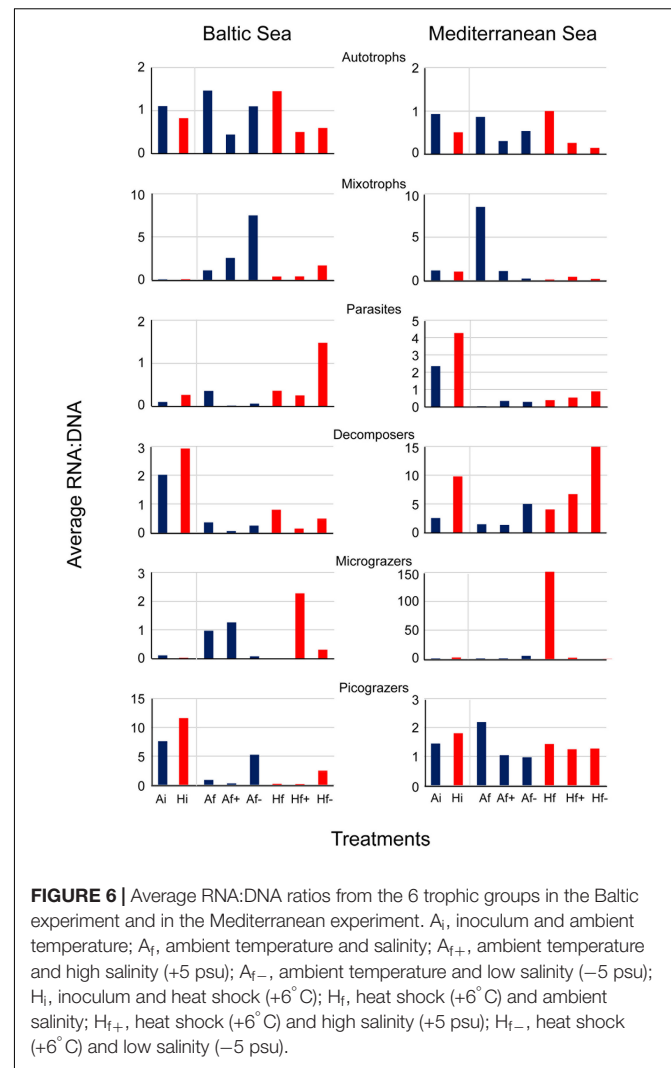 Baltic Sea Mediterranean Sea
Autotrophs
2 2
1 1
0 0
Mixotrophs
10 10
5 5
0 0
Parasites
2 5
4
1 3
2
1
0 0
Decomposers
3 15
2 10
1 5
0 0
Micrograzers
3 150
2 100
1 50
0 0
Picograzers
15 3
10 2
5 1
0 0
Ai Hi Af Af+ Af- Hf Hf+ Hf- Ai Hi Af Af+ Af- Hf Hf+ Hf-
Average RNA:DNA
Treatments
FIGURE 6 | Average RNA:DNA ratios from the 6 trophic groups in the Baltic
experiment and in the Mediterranean experiment. Ai, inoculum and ambient
temperature; Af, ambient temperature and salinity; Af+, ambient temperature
and high salinity (+5 psu); Af−, ambient temperature and low salinity (−5 psu);
Hi, inoculum and heat shock (+6°C); Hf, heat shock (+6°C) and ambient
salinity; Hf+, heat shock (+6°C) and high salinity (+5 psu); Hf−, heat shock
(+6°C) and low salinity (−5 psu).